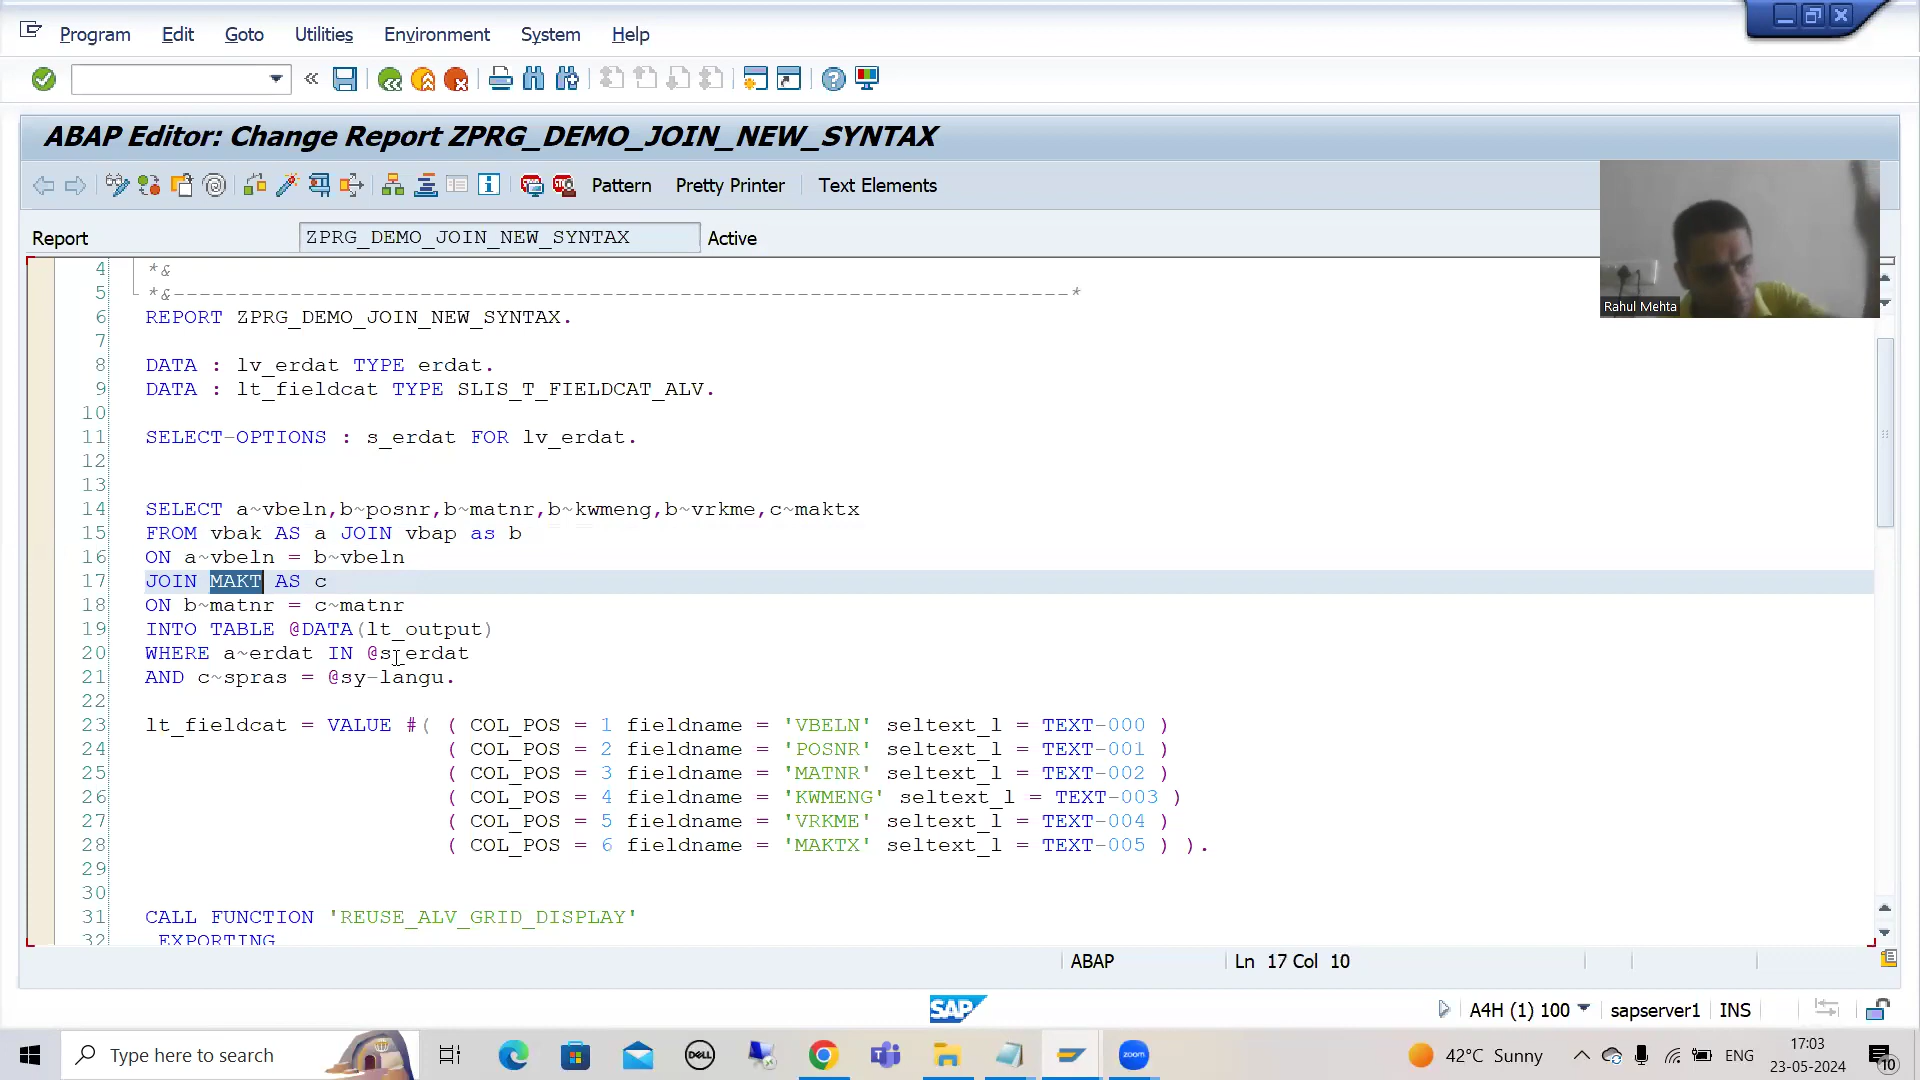 Program Edit Goto Utilities Environment System Help
ABAP Editor: Change Report ZPRG_DEMO_JOIN_NEW_SYNTAX
Pattern Pretty Printer Text Elements
Report ZPRG_DEMO_JOIN_NEW_SYNTAX Active
Rahul Mehta
4 *&
5 *&---------------------------------------------------------------------*
6 REPORT ZPRG_DEMO_JOIN_NEW_SYNTAX.
7
8 DATA : lv_erdat TYPE erdat.
9 DATA : lt_fieldcat TYPE SLIS_T_FIELDCAT_ALV.
10
11 SELECT-OPTIONS : s_erdat FOR lv_erdat.
12
13
14 SELECT a~vbeln,b~posnr,b~matnr,b~kwmeng,b~vrkme,c~maktx
15 FROM vbak AS a JOIN vbap as b
16 ON a~vbeln = b~vbeln
17 JOIN MAKT AS c
18 ON b~matnr = c~matnr
19 INTO TABLE @DATA(lt_output)
20 WHERE a~erdat IN @s_erdat
21 AND c~spras = @sy-langu.
22
23 lt_fieldcat = VALUE #( ( COL_POS = 1 fieldname = 'VBELN' seltext_l = TEXT-000 )
24 ( COL_POS = 2 fieldname = 'POSNR' seltext_l = TEXT-001 )
25 ( COL_POS = 3 fieldname = 'MATNR' seltext_l = TEXT-002 )
26 ( COL_POS = 4 fieldname = 'KWMENG' seltext_l = TEXT-003 )
27 ( COL_POS = 5 fieldname = 'VRKME' seltext_l = TEXT-004 )
28 ( COL_POS = 6 fieldname = 'MAKTX' seltext_l = TEXT-005 ) ).
29
30
31 CALL FUNCTION 'REUSE_ALV_GRID_DISPLAY'
32 EXPORTING
ABAP Ln 17 Col 10
SAP A4H (1) 100 sapserver1 INS
Type here to search DELL zoom 42°C Sunny ENG 17:03
23-05-2024 10